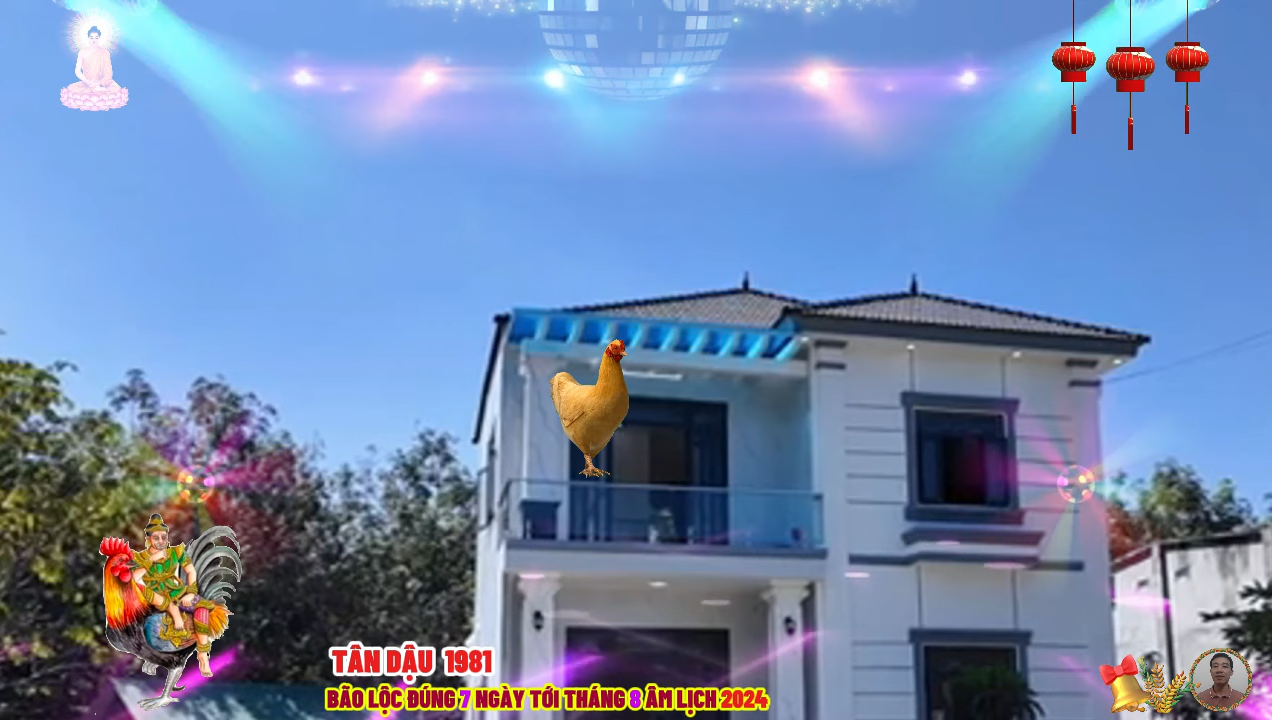 TÂN DẬU 1981
BÃO LỘC ĐÚNG 7 NGÀY TỚI THÁNG 8 ÂM LỊCH 2024